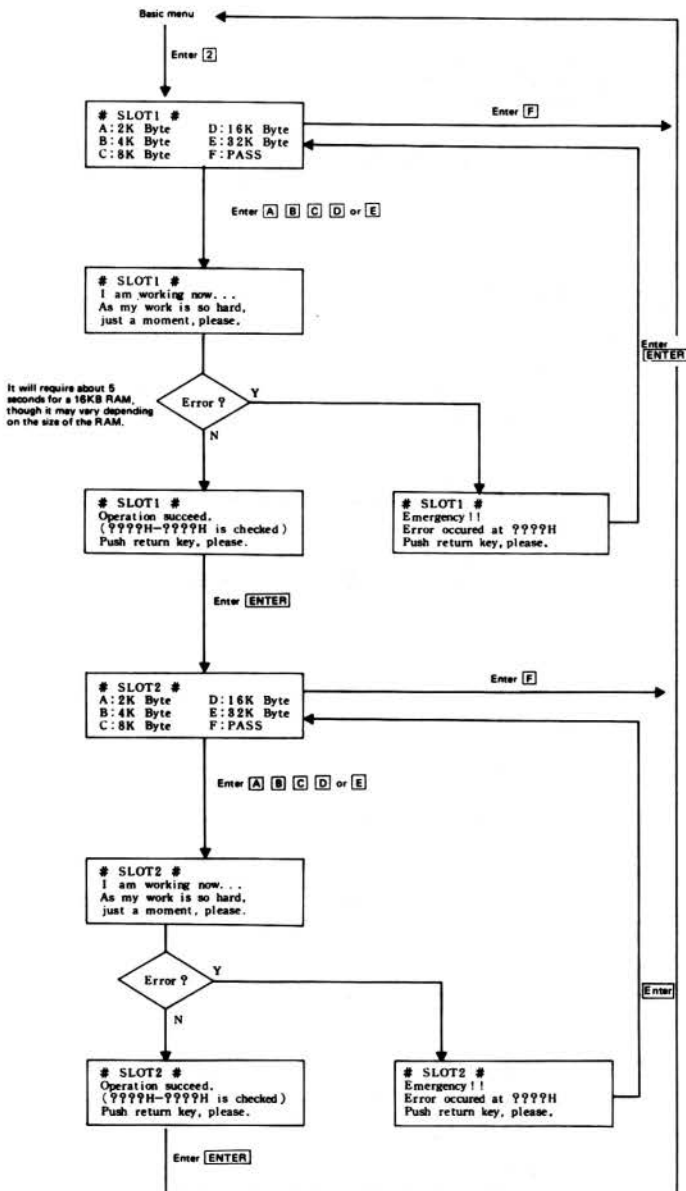 Basic menu
Enter 2
# SLOT1 #
A:2K Byte D:16K Byte
B:4K Byte E:32K Byte
C:8K Byte F:PASS
Enter F
Enter A B C D or E
# SLOT1 #
I am working now...
As my work is so hard,
just a moment, please.
Enter
ENTER
It will require about 5
seconds for a 16KB RAM,
though it may vary depending
on the size of the RAM.
Error ?
Y
N
# SLOT1 #
Operation succeed.
(????H-????H is checked)
Push return key, please.
# SLOT1 #
Emergency!!
Error occured at ????H
Push return key, please.
Enter ENTER
# SLOT2 #
A:2K Byte D:16K Byte
B:4K Byte E:32K Byte
C:8K Byte F:PASS
Enter F
Enter A B C D or E
# SLOT2 #
I am working now...
As my work is so hard,
just a moment, please.
Error ?
Y
N
Enter
# SLOT2 #
Operation succeed.
(????H-????H is checked)
Push return key, please.
# SLOT2 #
Emergency!!
Error occured at ????H
Push return key, please.
Enter ENTER